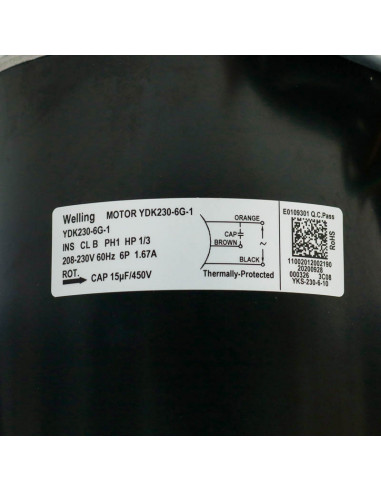 Welling MOTOR YDK230-6G-1
YDK230-6G-1
INS CL B PH1 HP 1/3
208-230V 60Hz 6P 1.67A
ROT. CAP 15µF/450V
ORANGE
CAP
BROWN
~
BLACK
Thermally-Protected
E0109301 Q.C.Pass
RoHS
11002012002190
20200928
000326 3C08
YKS-230-6-10